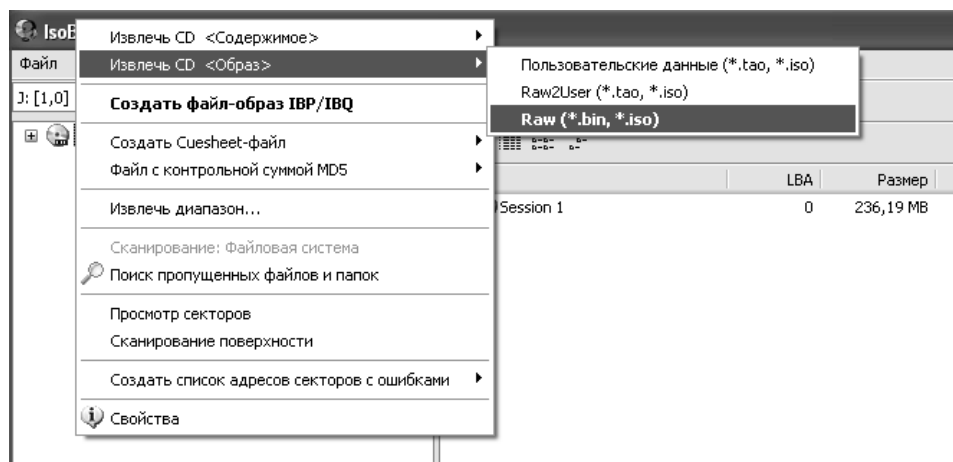 IsoB
Файл
J: [1,0]
Извлечь CD <Содержимое>
Извлечь CD <Образ>
Создать файл-образ IBP/IBQ
Создать Cuesheet-файл
Файл с контрольной суммой MD5
Извлечь диапазон...
Сканирование: Файловая система
Поиск пропущенных файлов и папок
Просмотр секторов
Сканирование поверхности
Создать список адресов секторов с ошибками
Свойства
Пользовательские данные (*.tao, *.iso)
Raw2User (*.tao, *.iso)
Raw (*.bin, *.iso)
LBA Размер
Session 1 0 236,19 MB